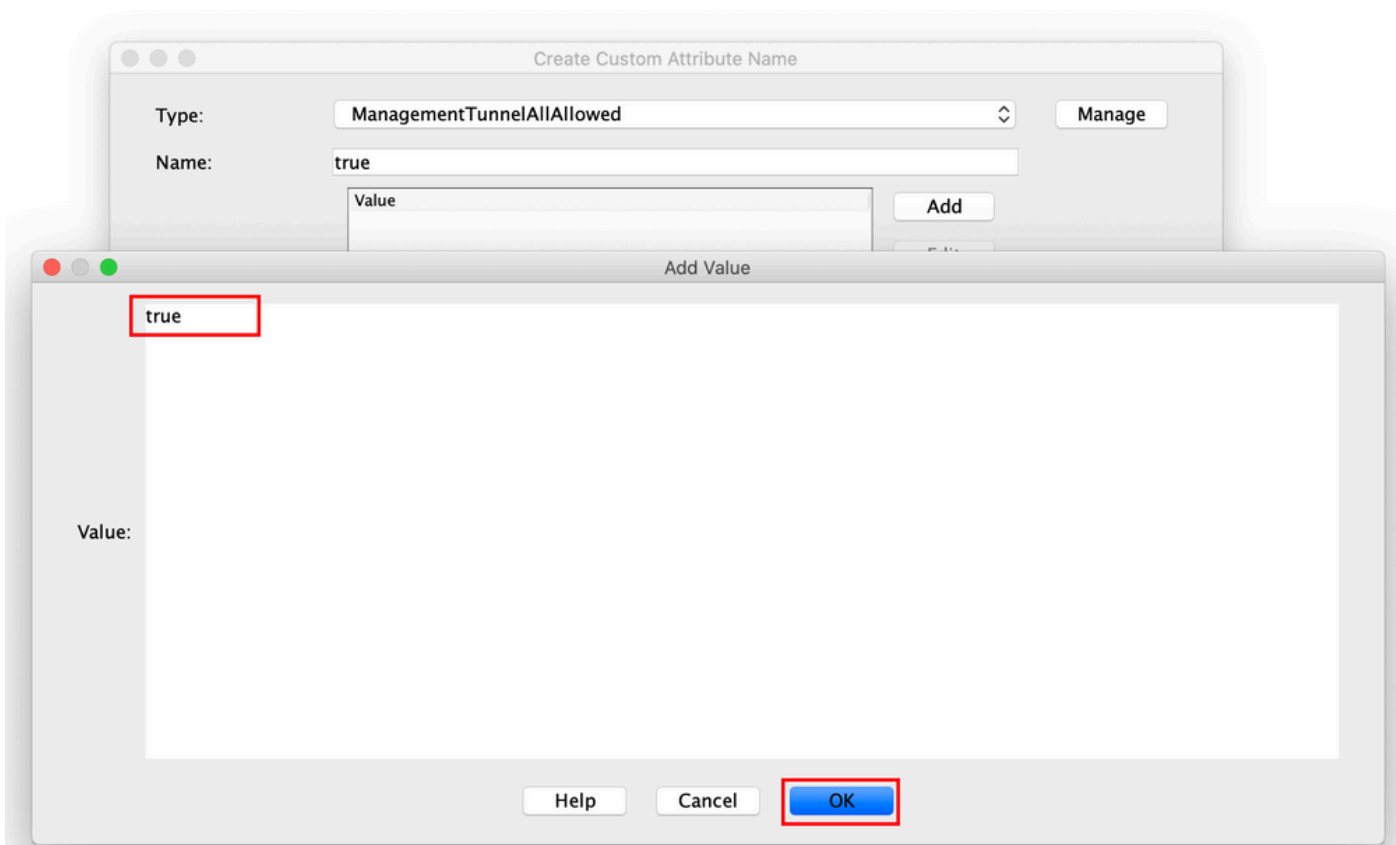 Create Custom Attribute Name
Type: ManagementTunnelAllAllowed Manage
Name: true
Value Add
Add Value
true
Value:
Help Cancel OK